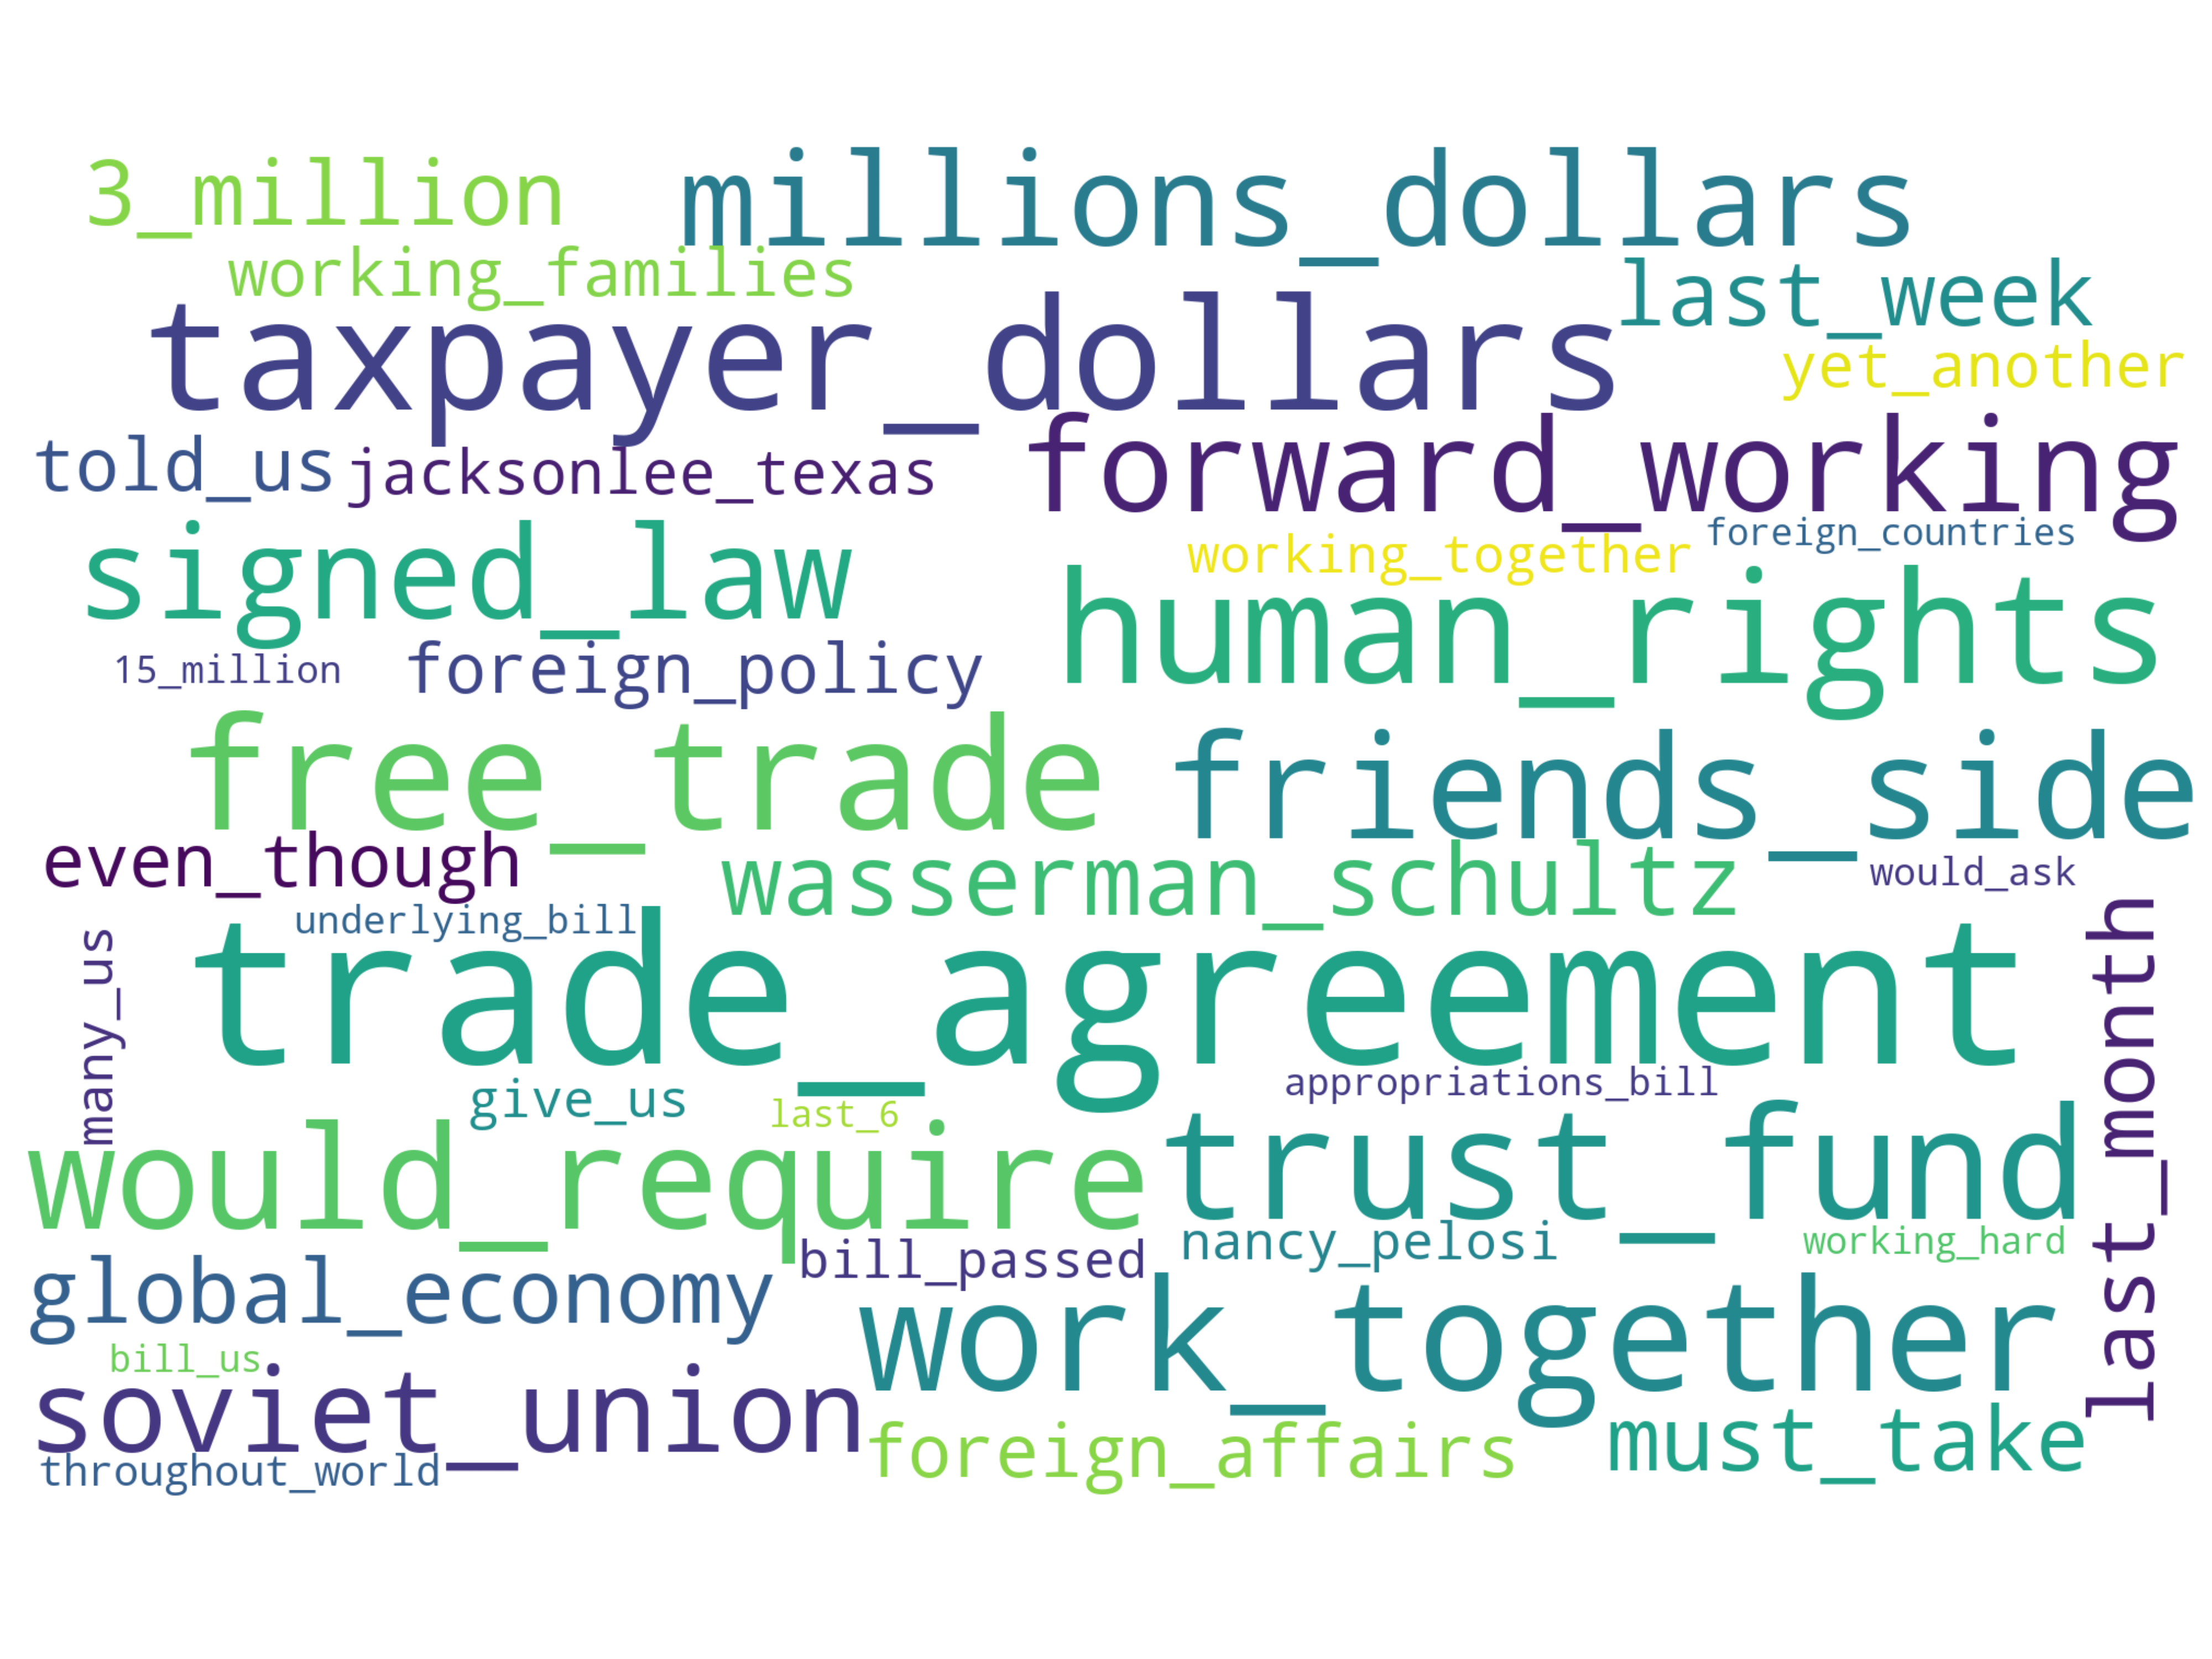 3_million
millions_dollars
working_families
last_week
taxpayer_dollars
yet_another
told_us
jacksonlee_texas
forward_working
signed_law
working_together
foreign_countries
human_rights
15_million
foreign_policy
free_trade
friends_side
even_though
wasserman_schultz
would_ask
underlying_bill
many_us
trade_agreement
last_month
give_us
last_6
appropriations_bill
would_require
trust_fund
bill_passed
nancy_pelosi
working_hard
global_economy
work_together
bill_us
soviet_union
foreign_affairs
must_take
throughout_world